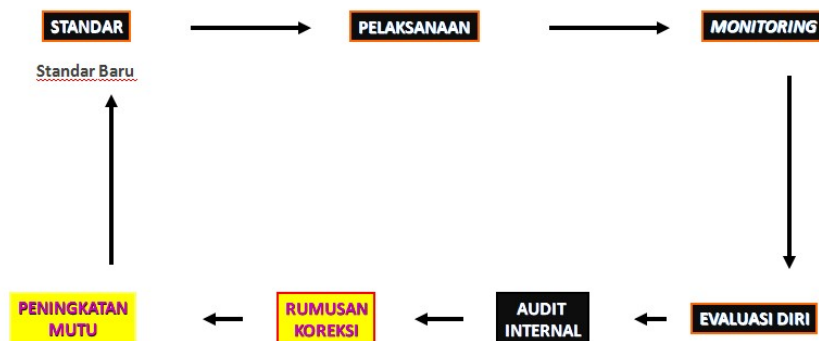 STANDAR
PELAKSANAAN
MONITORING
Standar Baru
PENINGKATAN
MUTU
RUMUSAN
KOREKSI
AUDIT
INTERNAL
EVALUASI DIRI